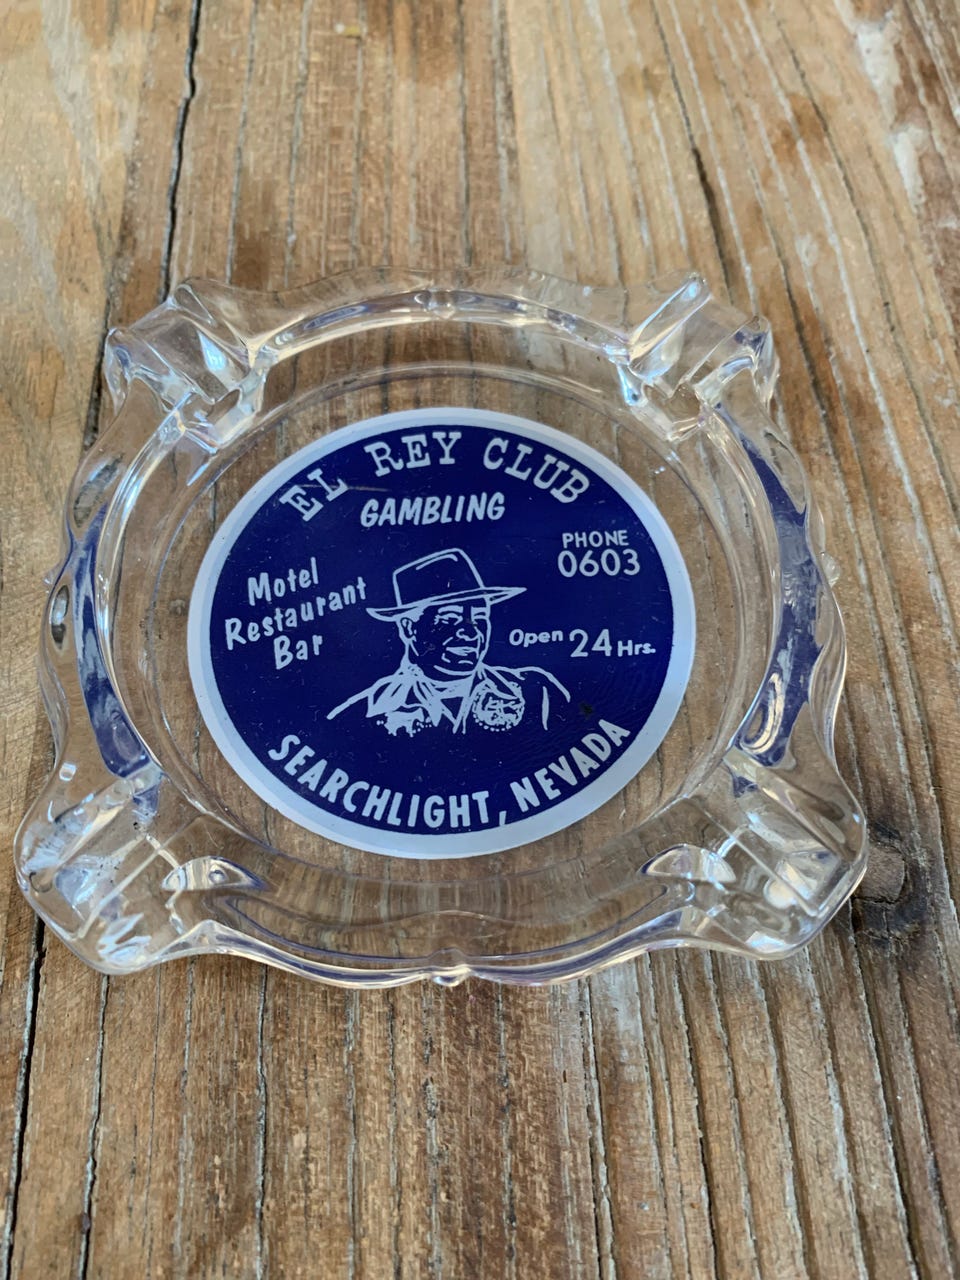 EL REY CLUB
GAMBLING
PHONE
0603
Motel
Restaurant
Bar
Open 24 Hrs.
SEARCHLIGHT, NEVADA